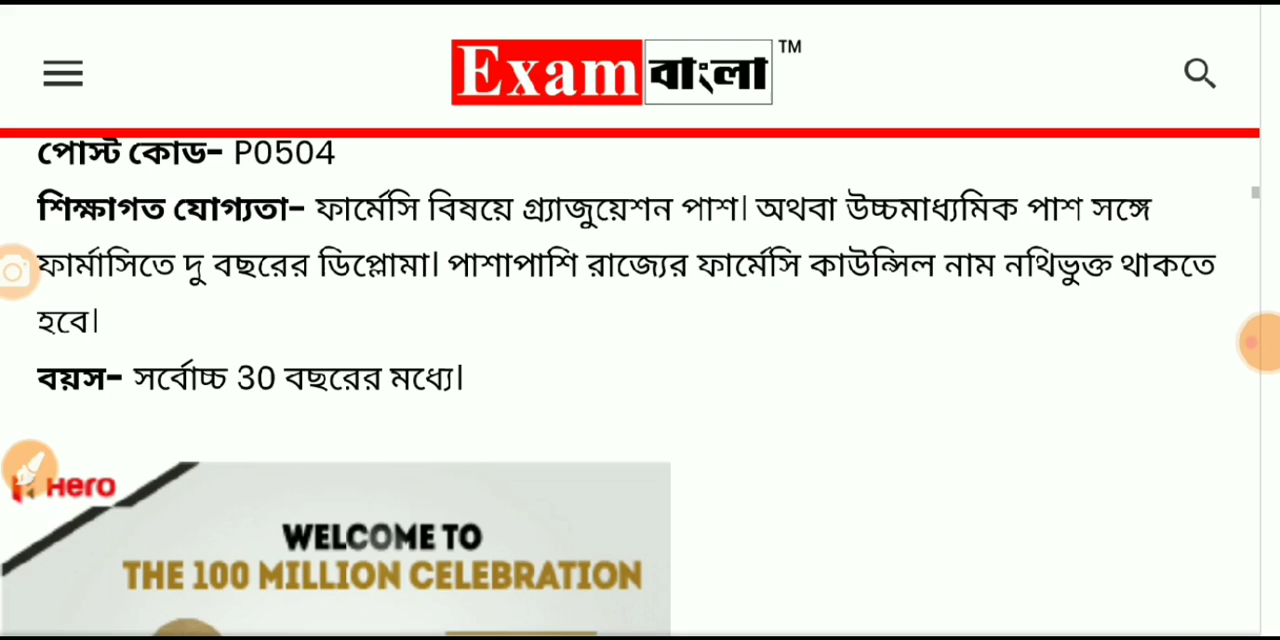 Exam বাংলা ™
পোস্ট কোড– P0504
শিক্ষাগত যোগ্যতা– ফার্মেসি বিষয়ে গ্র্যাজুয়েশন পাশ। অথবা উচ্চমাধ্যমিক পাশ সঙ্গে
ফার্মাসিতে দু বছরের ডিপ্লোমা। পাশাপাশি রাজ্যের ফার্মেসি কাউন্সিল নাম নথিভুক্ত থাকতে
হবে।
বয়স– সর্বোচ্চ 30 বছরের মধ্যে।
Hero
WELCOME TO
THE 100 MILLION CELEBRATION